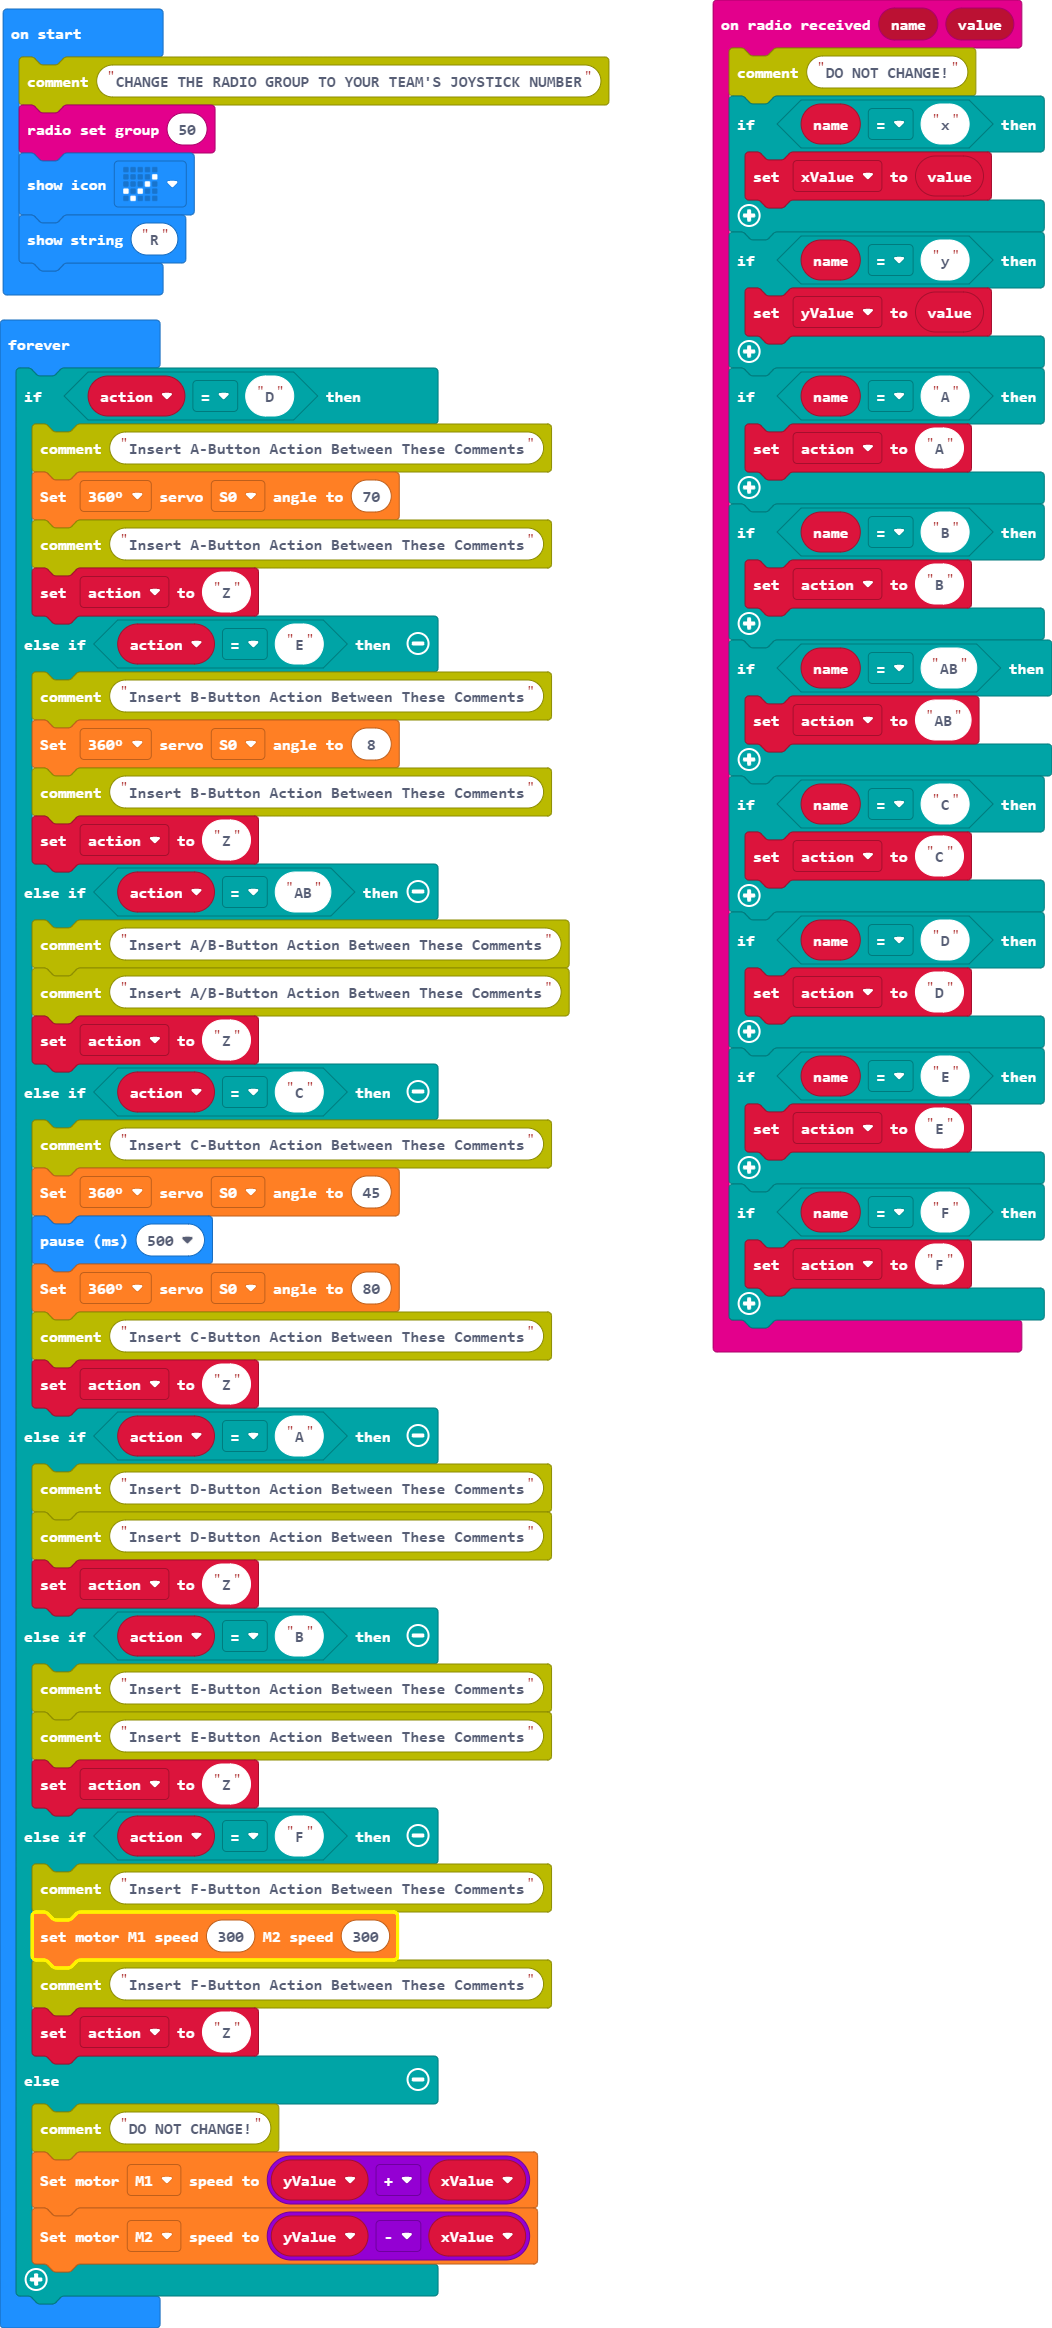 on start
comment "CHANGE THE RADIO GROUP TO YOUR TEAM'S JOYSTICK NUMBER"
radio set group 50
show icon
show string "R"
forever
if action = "D" then
comment "Insert A-Button Action Between These Comments"
Set 360º servo S0 angle to 70
comment "Insert A-Button Action Between These Comments"
set action to "Z"
else if action = "E" then
comment "Insert B-Button Action Between These Comments"
Set 360º servo S0 angle to 8
comment "Insert B-Button Action Between These Comments"
set action to "Z"
else if action = "AB" then
comment "Insert A/B-Button Action Between These Comments"
comment "Insert A/B-Button Action Between These Comments"
set action to "Z"
else if action = "C" then
comment "Insert C-Button Action Between These Comments"
Set 360º servo S0 angle to 45
pause (ms) 500
Set 360º servo S0 angle to 80
comment "Insert C-Button Action Between These Comments"
set action to "Z"
else if action = "A" then
comment "Insert D-Button Action Between These Comments"
comment "Insert D-Button Action Between These Comments"
set action to "Z"
else if action = "B" then
comment "Insert E-Button Action Between These Comments"
comment "Insert E-Button Action Between These Comments"
set action to "Z"
else if action = "F" then
comment "Insert F-Button Action Between These Comments"
set motor M1 speed 300 M2 speed 300
comment "Insert F-Button Action Between These Comments"
set action to "Z"
else
comment "DO NOT CHANGE!"
Set motor M1 speed to yValue + xValue
Set motor M2 speed to yValue - xValue
on radio received name value
comment "DO NOT CHANGE!"
if name = "x" then
set xValue to value
if name = "y" then
set yValue to value
if name = "A" then
set action to "A"
if name = "B" then
set action to "B"
if name = "AB" then
set action to "AB"
if name = "C" then
set action to "C"
if name = "D" then
set action to "D"
if name = "E" then
set action to "E"
if name = "F" then
set action to "F"